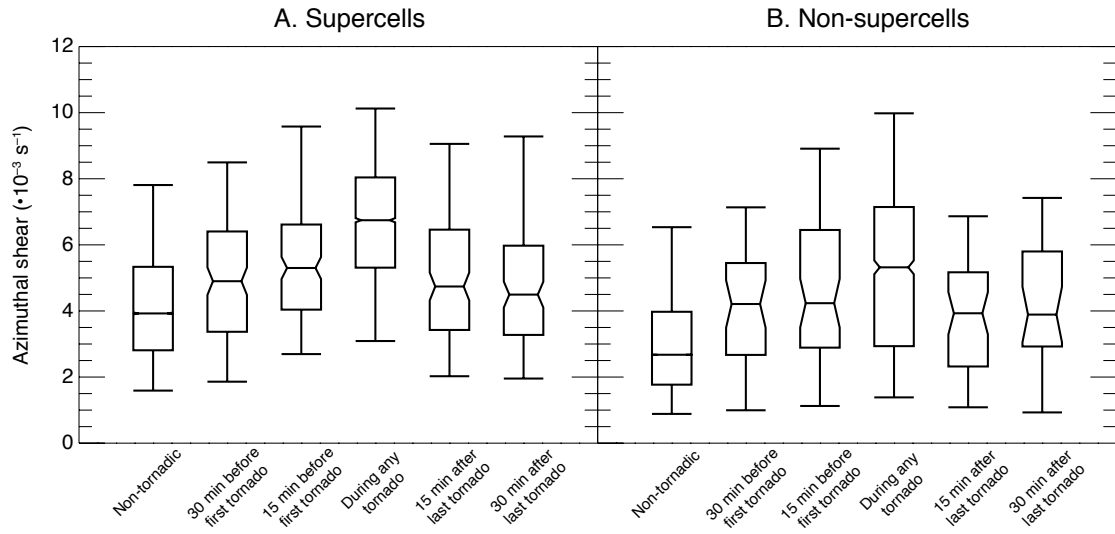 A. Supercells
B. Non-supercells
Azimuthal shear (•10⁻³ s⁻¹)
12
10
8
6
4
2
0
Non-tornadic
30 min before
first tornado
15 min before
first tornado
During any
tornado
15 min after
last tornado
30 min after
last tornado
Non-tornadic
30 min before
first tornado
15 min before
first tornado
During any
tornado
15 min after
last tornado
30 min after
last tornado